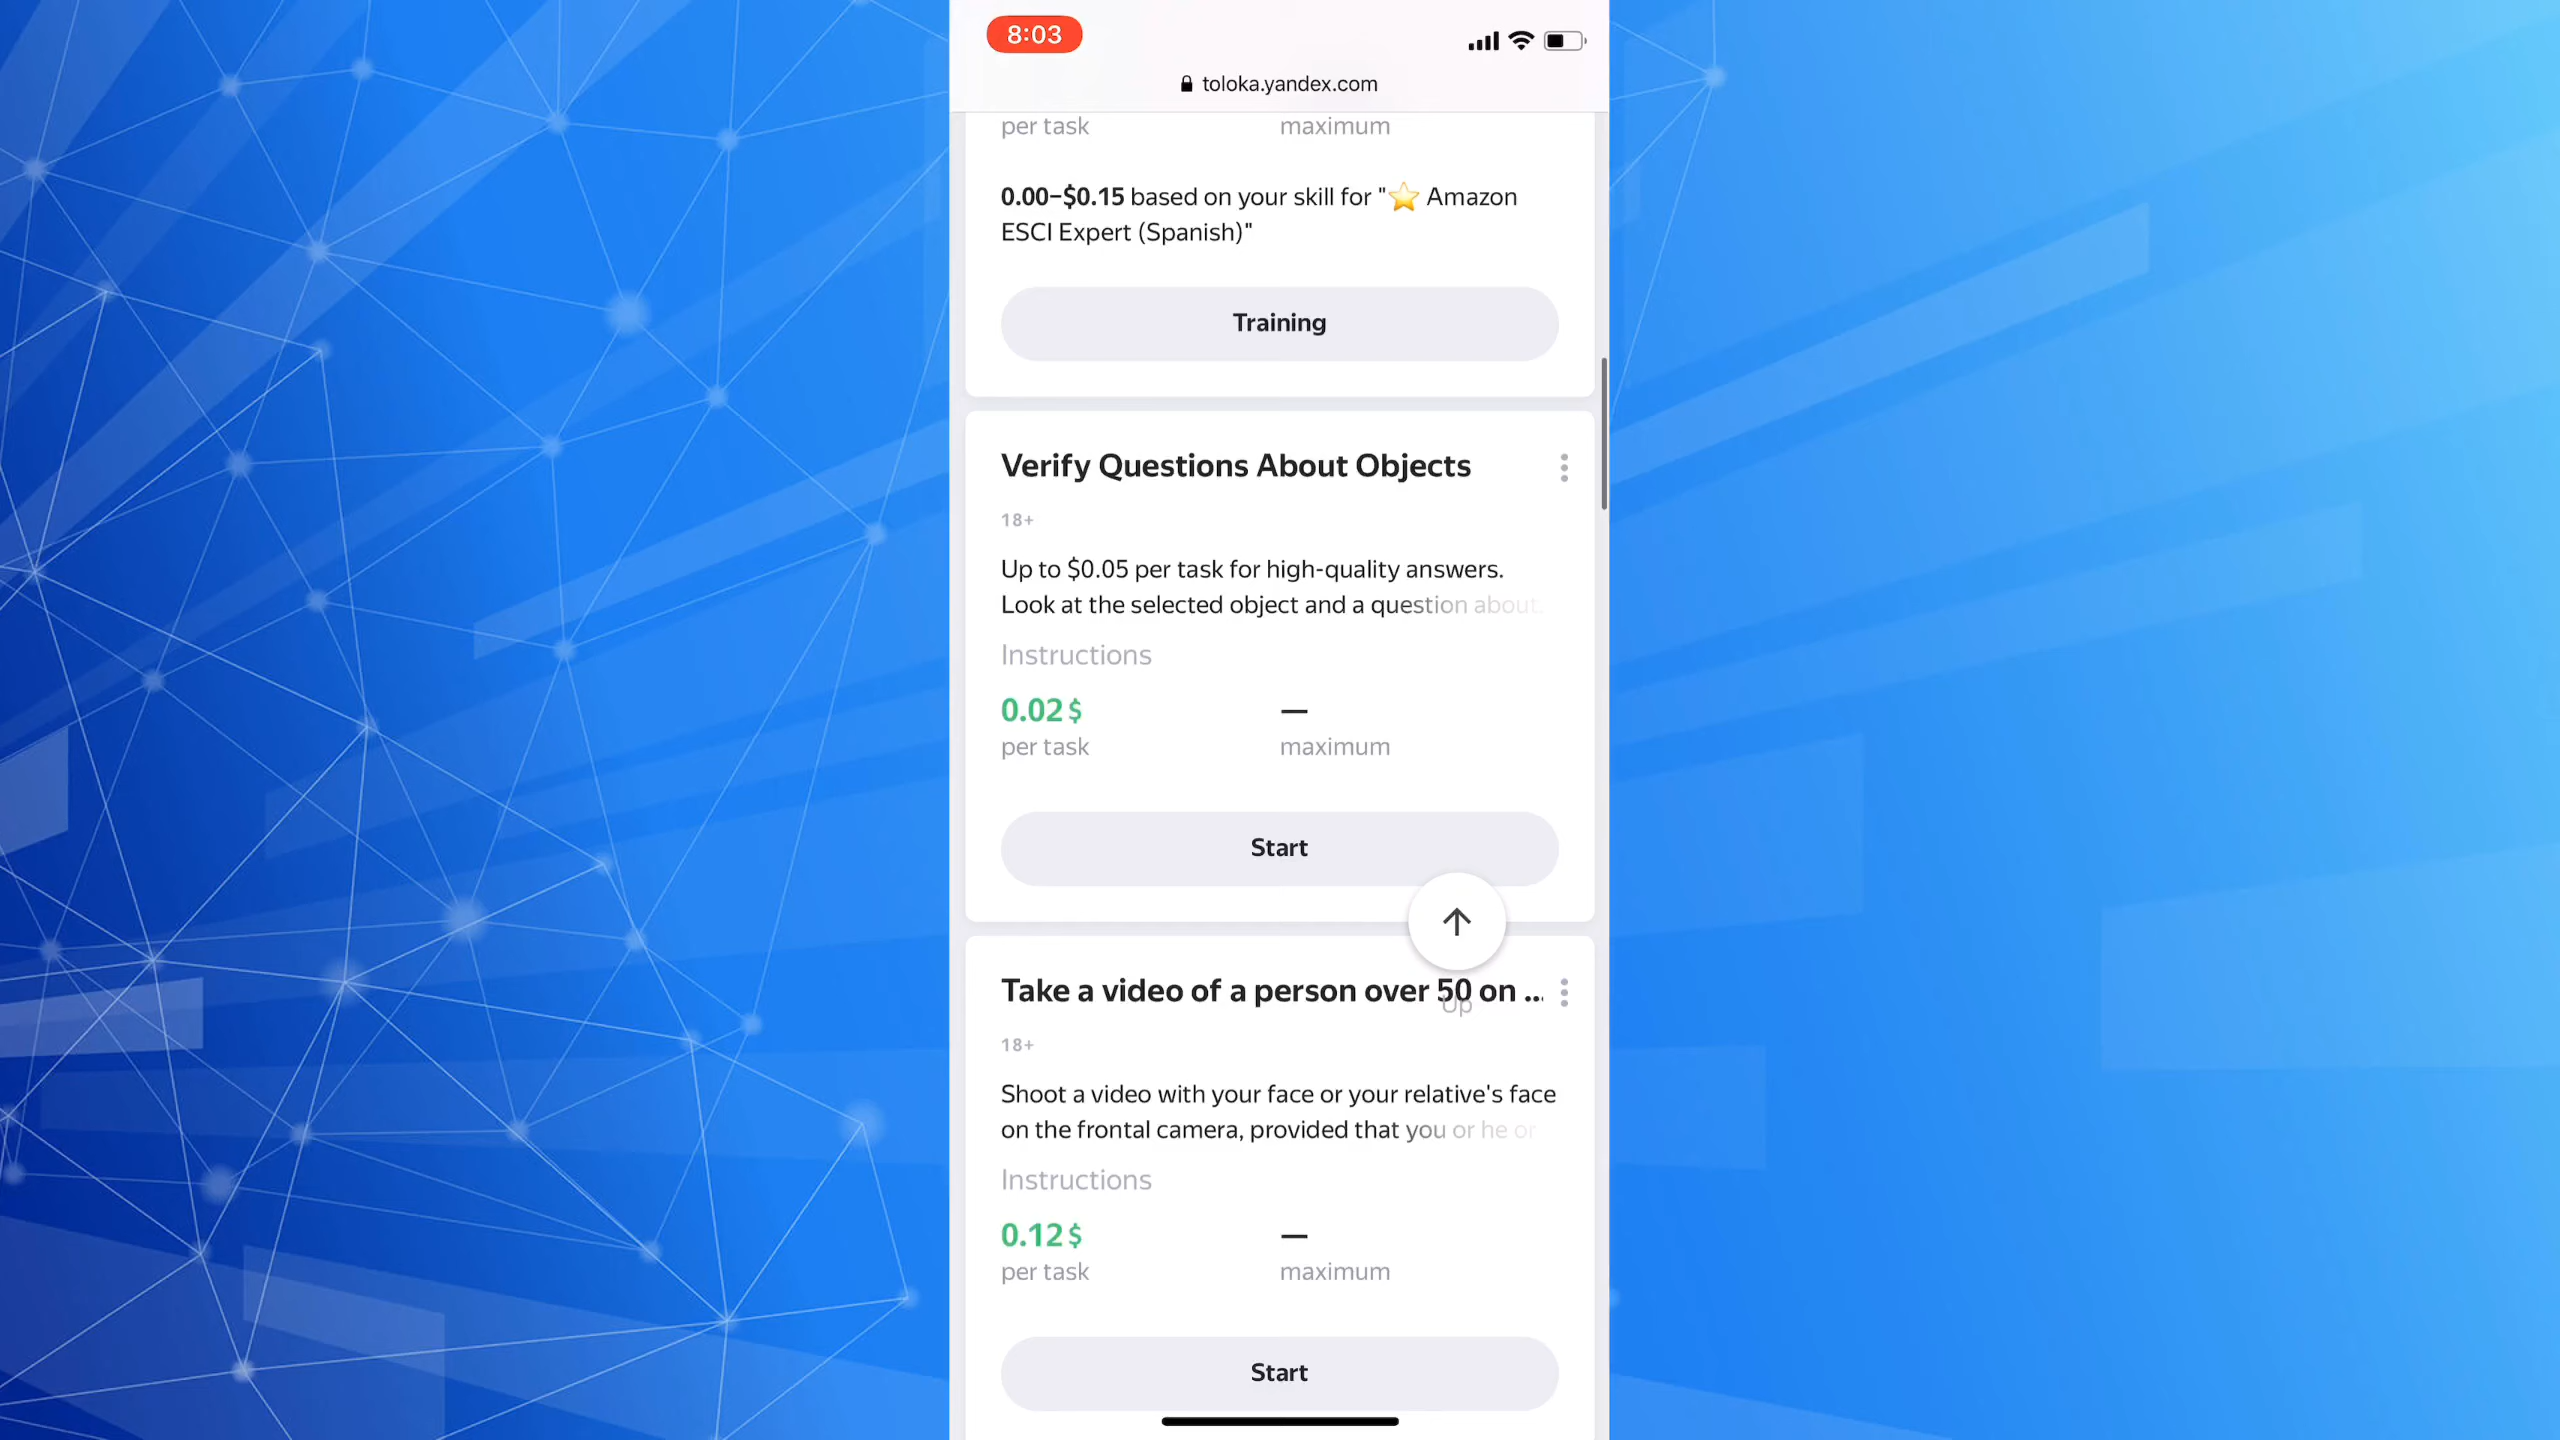 8:03
toloka.yandex.com
per task maximum
0.00–$0.15 based on your skill for "⭐ Amazon
ESCI Expert (Spanish)"
Training
Verify Questions About Objects
18+
Up to $0.05 per task for high-quality answers.
Look at the selected object and a question about.
Instructions
0.02 $ —
per task maximum
Start
Take a video of a person over 50 on ...
Up
18+
Shoot a video with your face or your relative's face
on the frontal camera, provided that you or he or
Instructions
0.12 $ —
per task maximum
Start